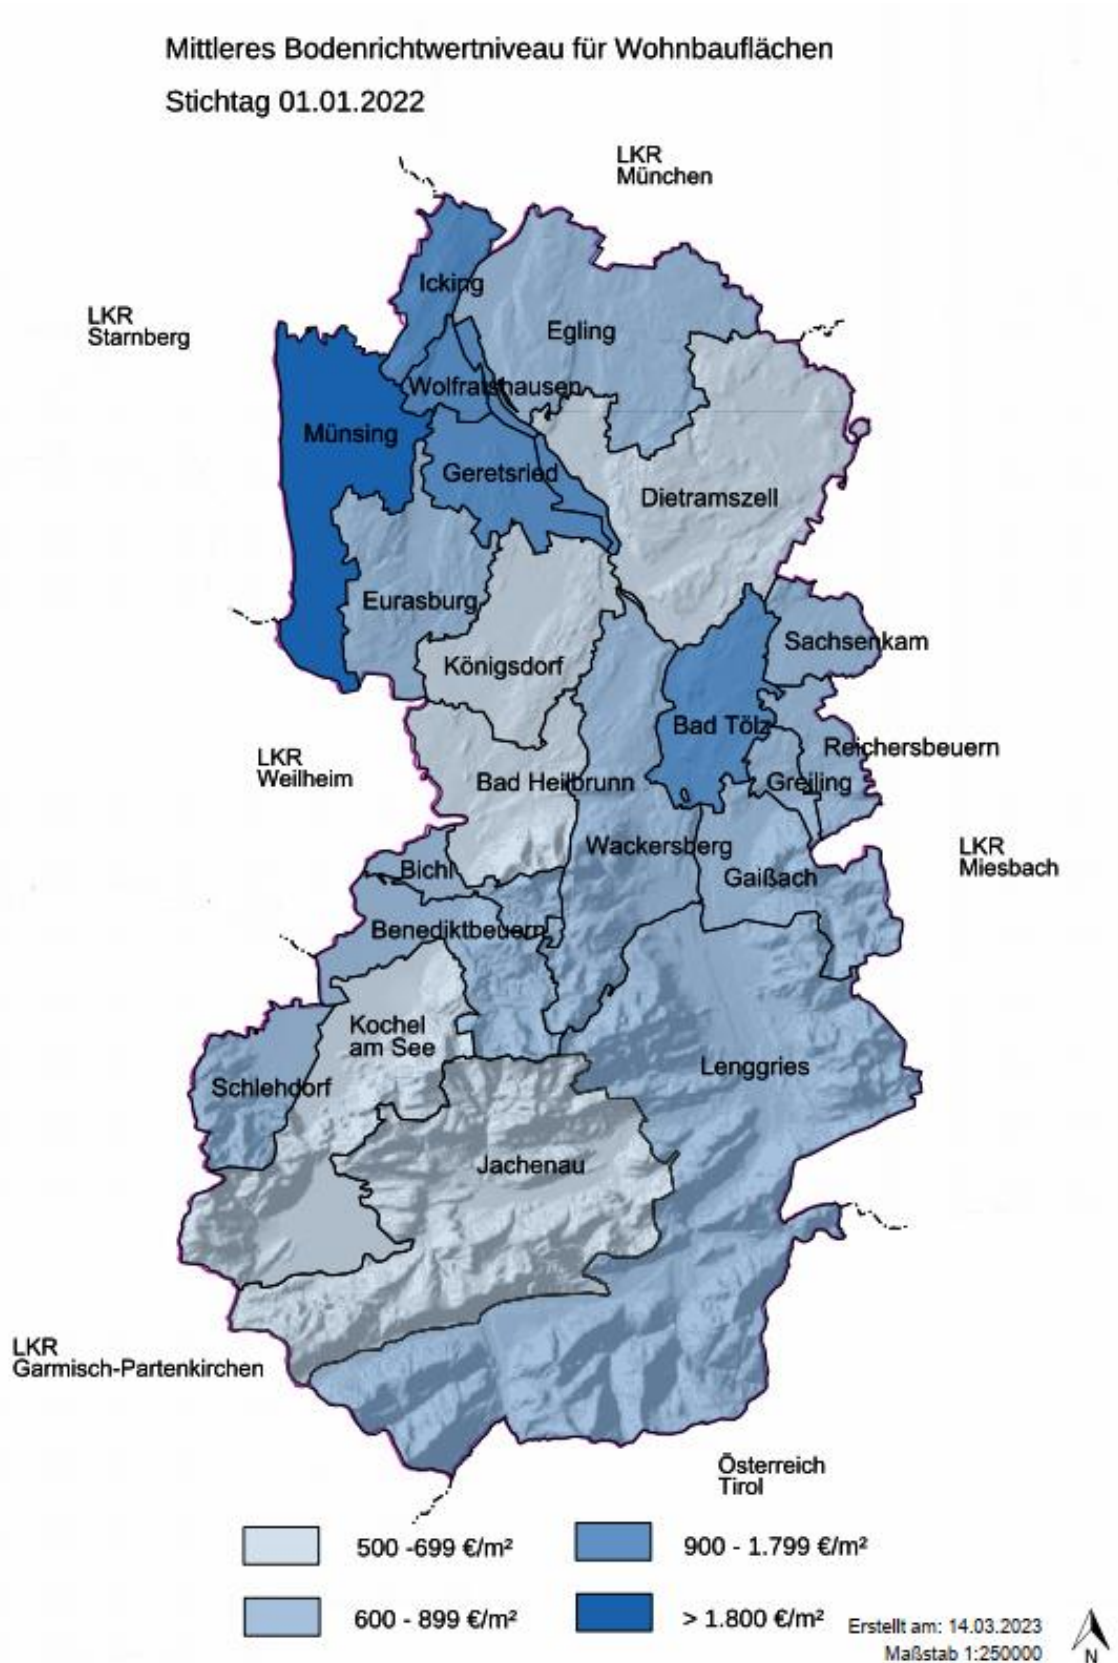 Mittleres Bodenrichtwertniveau für Wohnbauflächen
Stichtag 01.01.2022
LKR
München
Icking
LKR
Starnberg
Egling
Wolfratshausen
Münsing
Geretsried
Dietramszell
Eurasburg
Sachsenkam
Königsdorf
Bad Tölz
Reichersbeuern
LKR
Weilheim
Bad Heilbrunn
Greiling
Wackersberg
LKR
Miesbach
Bichl
Gaißach
Benediktbeuern
Kochel
am See
Lenggries
Schlehdorf
Jachenau
LKR
Garmisch-Partenkirchen
Österreich
Tirol
500 -699 €/m²
900 - 1.799 €/m²
600 - 899 €/m²
> 1.800 €/m²
Erstellt am: 14.03.2023
Maßstab 1:250000
N